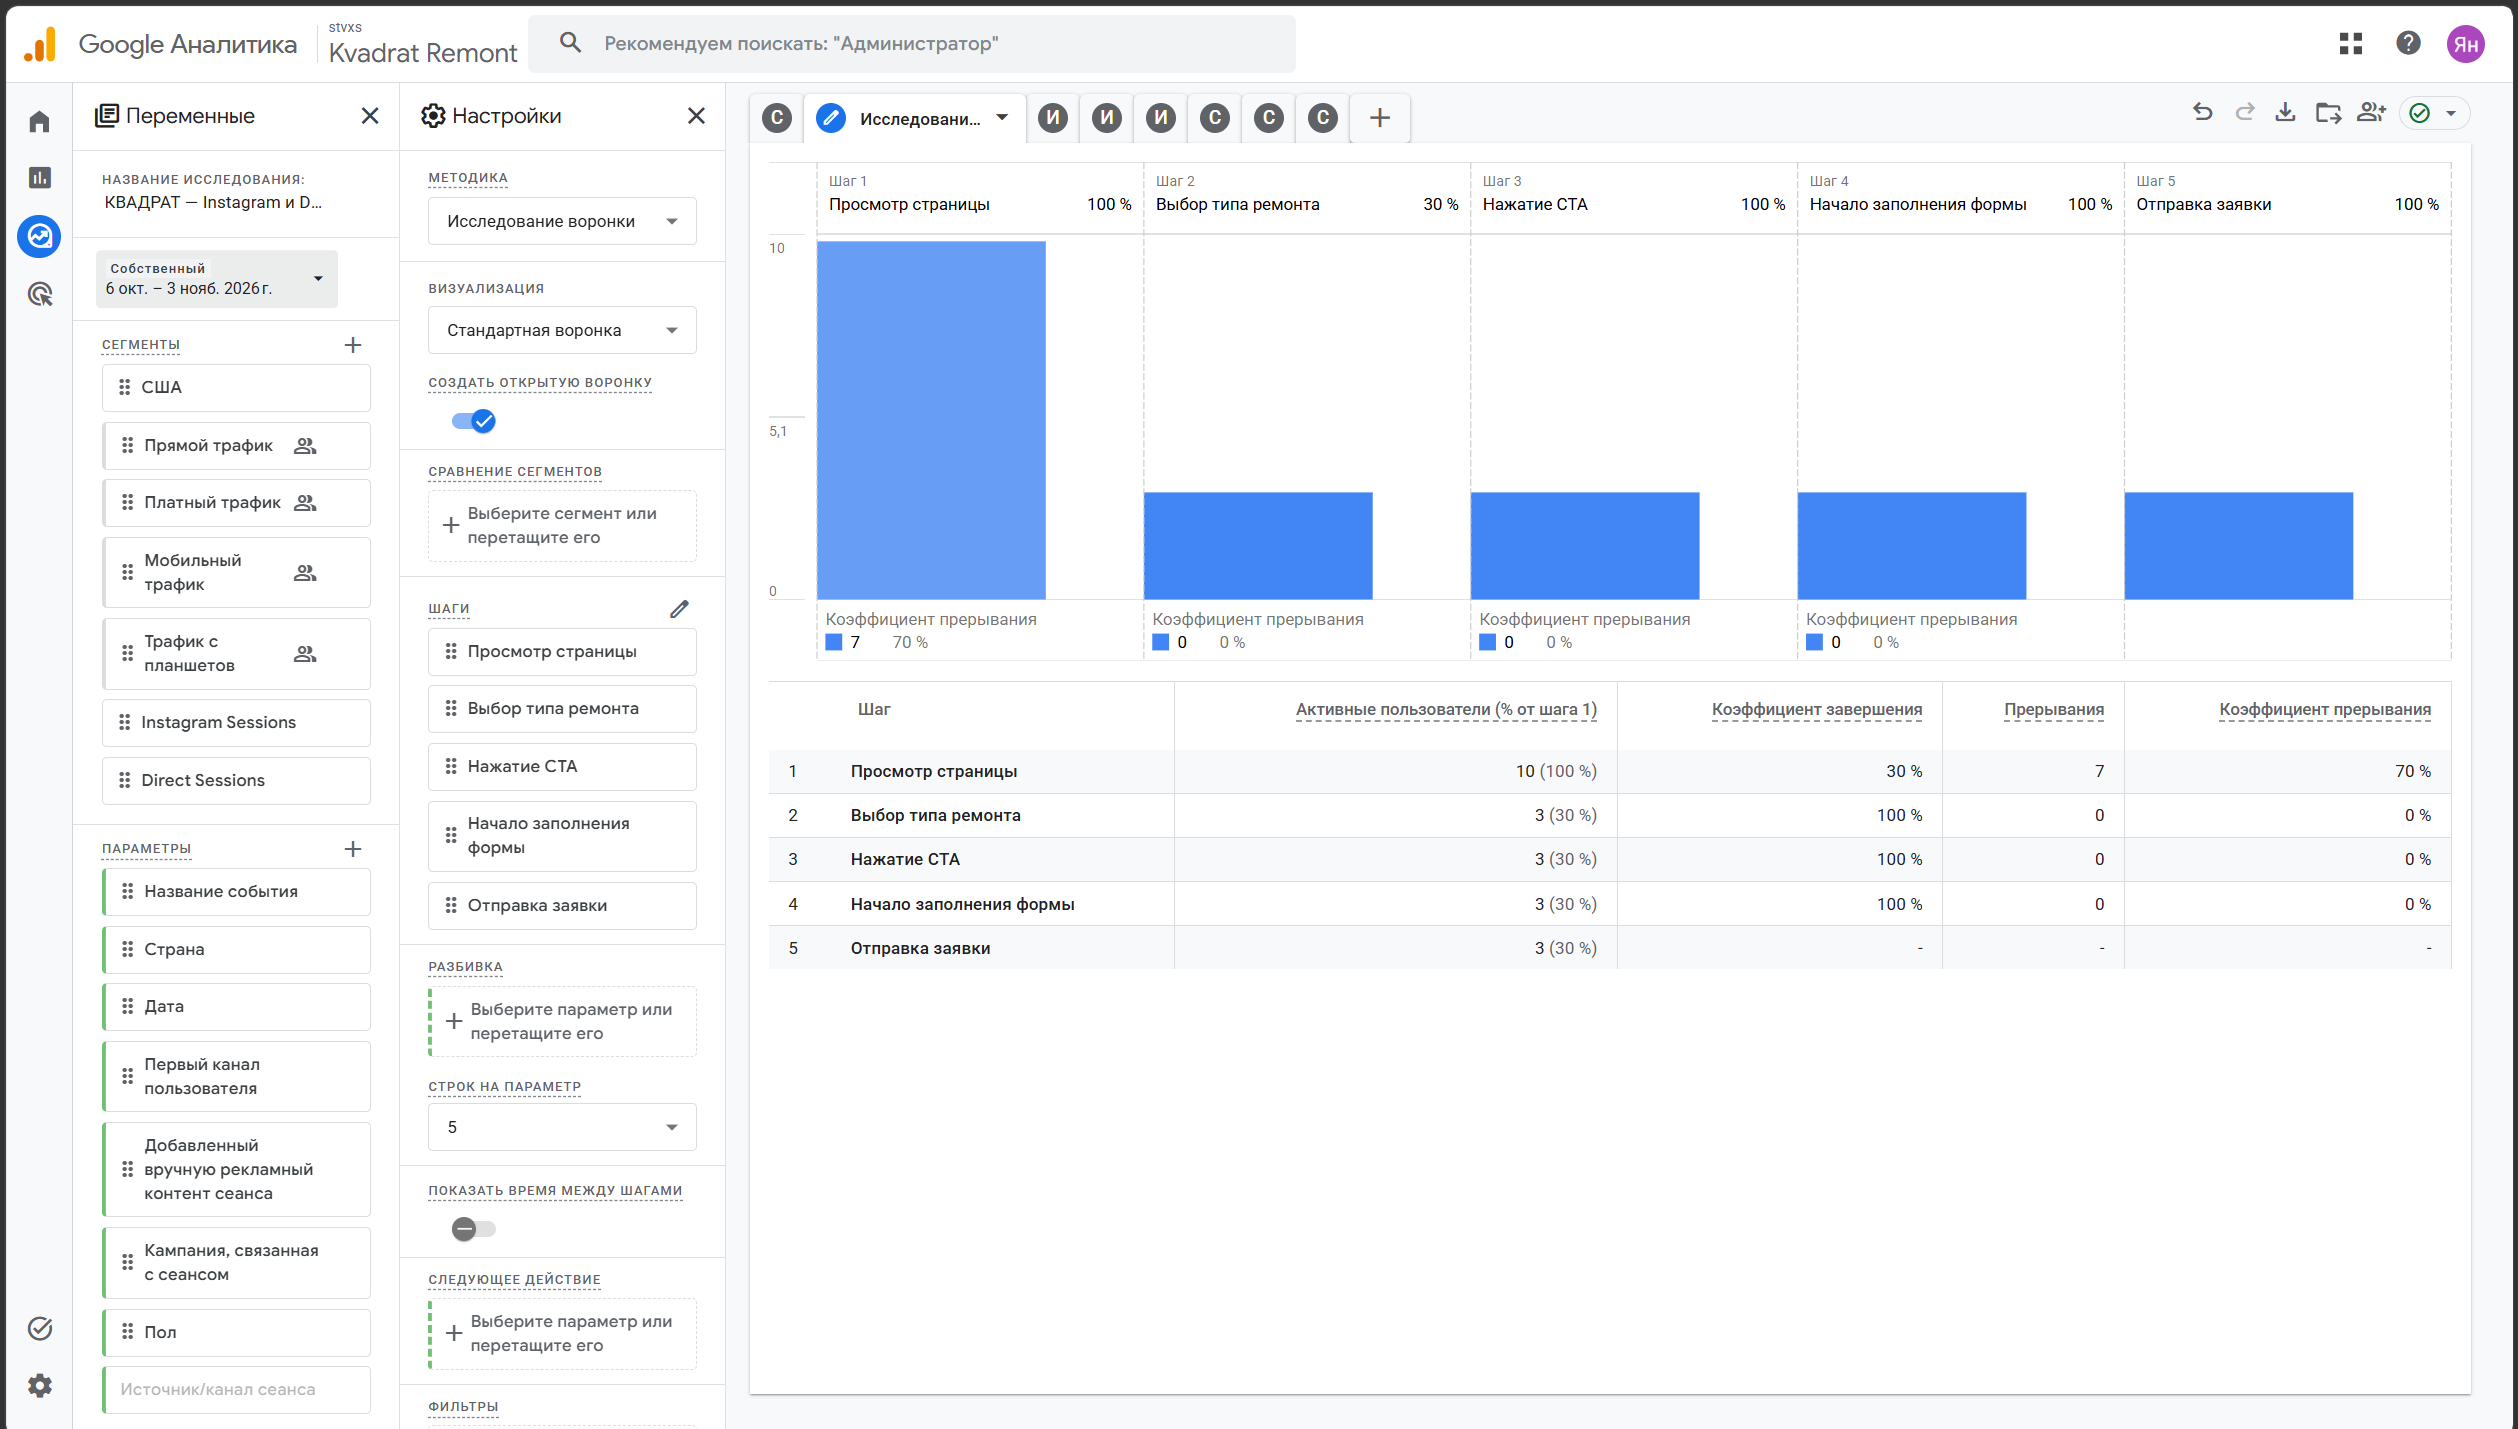 Google Аналитика
stvxs
Kvadrat Remont
Рекомендуем поискать: "Администратор"
Ян
Переменные
НАЗВАНИЕ ИССЛЕДОВАНИЯ:
КВАДРАТ — Instagram и D...
Собственный
6 окт. – 3 нояб. 2026 г.
СЕГМЕНТЫ
США
Прямой трафик
Платный трафик
Мобильный
трафик
Трафик с
планшетов
Instagram Sessions
Direct Sessions
ПАРАМЕТРЫ
Название события
Страна
Дата
Первый канал
пользователя
Добавленный
вручную рекламный
контент сеанса
Кампания, связанная
с сеансом
Пол
Источник/канал сеанса
Настройки
МЕТОДИКА
Исследование воронки
ВИЗУАЛИЗАЦИЯ
Стандартная воронка
СОЗДАТЬ ОТКРЫТУЮ ВОРОНКУ
СРАВНЕНИЕ СЕГМЕНТОВ
Выберите сегмент или
перетащите его
ШАГИ
Просмотр страницы
Выбор типа ремонта
Нажатие CTA
Начало заполнения
формы
Отправка заявки
РАЗБИВКА
Выберите параметр или
перетащите его
СТРОК НА ПАРАМЕТР
5
ПОКАЗАТЬ ВРЕМЯ МЕЖДУ ШАГАМИ
СЛЕДУЮЩЕЕ ДЕЙСТВИЕ
Выберите параметр или
перетащите его
ФИЛЬТРЫ
С Исследовани... И И И С С С
Шаг 1 Шаг 2 Шаг 3 Шаг 4 Шаг 5
Просмотр страницы 100 % Выбор типа ремонта 30 % Нажатие CTA 100 % Начало заполнения формы 100 % Отправка заявки 100 %
10
5,1
0
Коэффициент прерывания Коэффициент прерывания Коэффициент прерывания Коэффициент прерывания
7 70 % 0 0 % 0 0 % 0 0 %
Шаг Активные пользователи (% от шага 1) Коэффициент завершения Прерывания Коэффициент прерывания
1 Просмотр страницы 10 (100 %) 30 % 7 70 %
2 Выбор типа ремонта 3 (30 %) 100 % 0 0 %
3 Нажатие CTA 3 (30 %) 100 % 0 0 %
4 Начало заполнения формы 3 (30 %) 100 % 0 0 %
5 Отправка заявки 3 (30 %) - - -